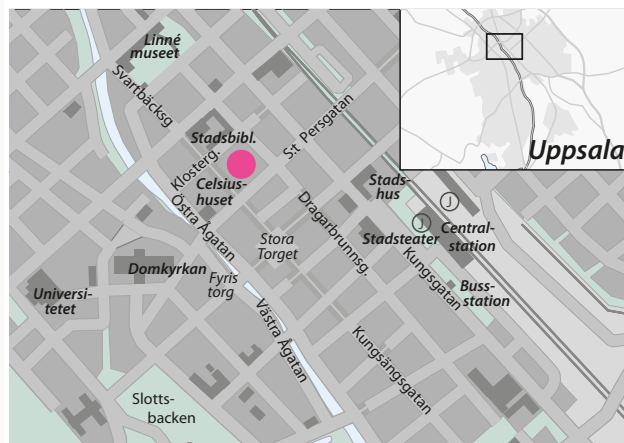 Linné
museet
Svartbäcksg
S:t Persgatan
Uppsala
Stadsbibl.
Klosterg.
Celsius-
huset
Stads-
hus
J
J
Östra Ågatan
Dragarbrunnsg.
Stora
Torget
Stadsteater
Central-
station
Domkyrkan
Fyris
torg
Kungsgatan
Buss-
station
Universi-
tetet
Västra Ågatan
Kungsängsgatan
Slotts-
backen